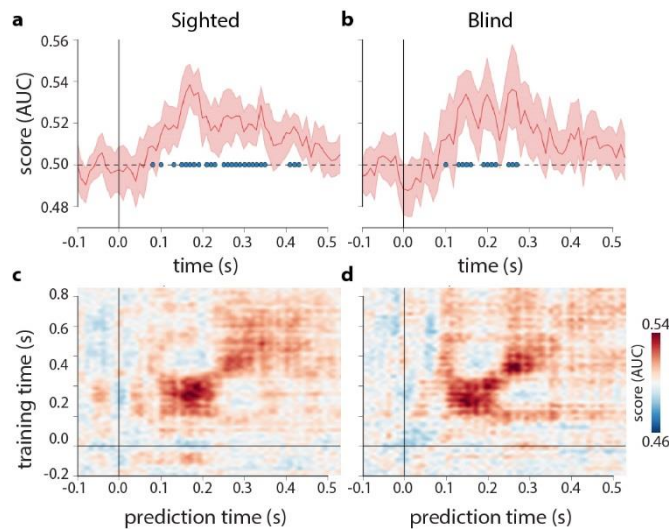 a Sighted
b Blind
score (AUC)
0.56
0.54
0.52
0.50
0.48
-0.1 0.0 0.1 0.2 0.3 0.4 0.5
time (s)
-0.1 0.0 0.1 0.2 0.3 0.4 0.5
time (s)
c
d
training time (s)
0.8
0.6
0.4
0.2
0.0
-0.2
-0.1 0.0 0.1 0.2 0.3 0.4 0.5
prediction time (s)
-0.1 0.0 0.1 0.2 0.3 0.4 0.5
prediction time (s)
0.54
score (AUC)
0.46